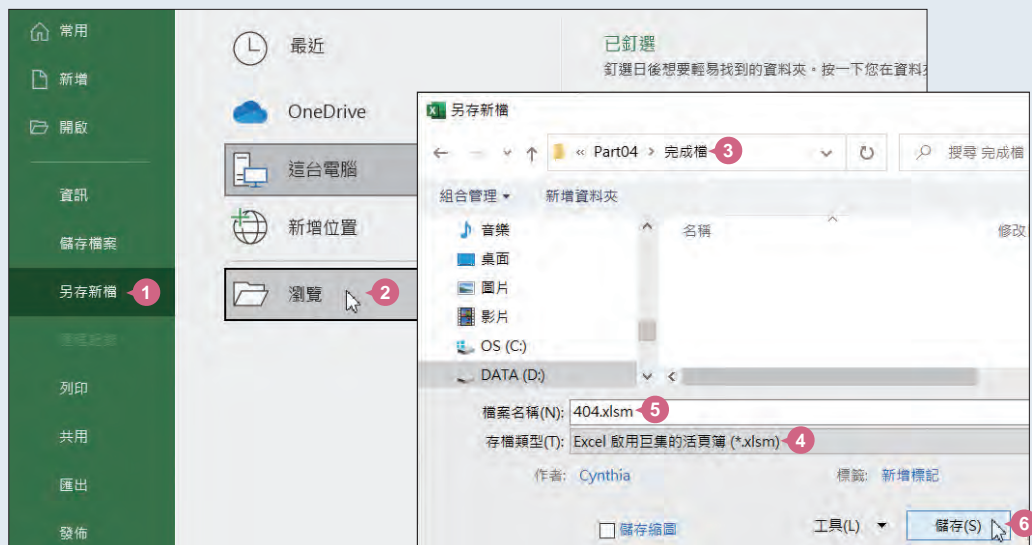 常用
新增
開啟
資訊
儲存檔案
另存新檔 1
列印
共用
匯出
發佈
最近
OneDrive
這台電腦
新增位置
瀏覽 2
已釘選
釘選日後想要輕易找到的資料夾。按一下您在資料
另存新檔
« Part04 > 完成檔 3
搜尋 完成檔
組合管理 新增資料夾
音樂
桌面
圖片
影片
OS (C:)
DATA (D:)
名稱 修改
檔案名稱(N): 404.xlsm 5
存檔類型(T): Excel 啟用巨集的活頁簿 (*.xlsm) 4
作者: Cynthia 標籤: 新增標記
儲存縮圖 工具(L) 儲存(S) 6